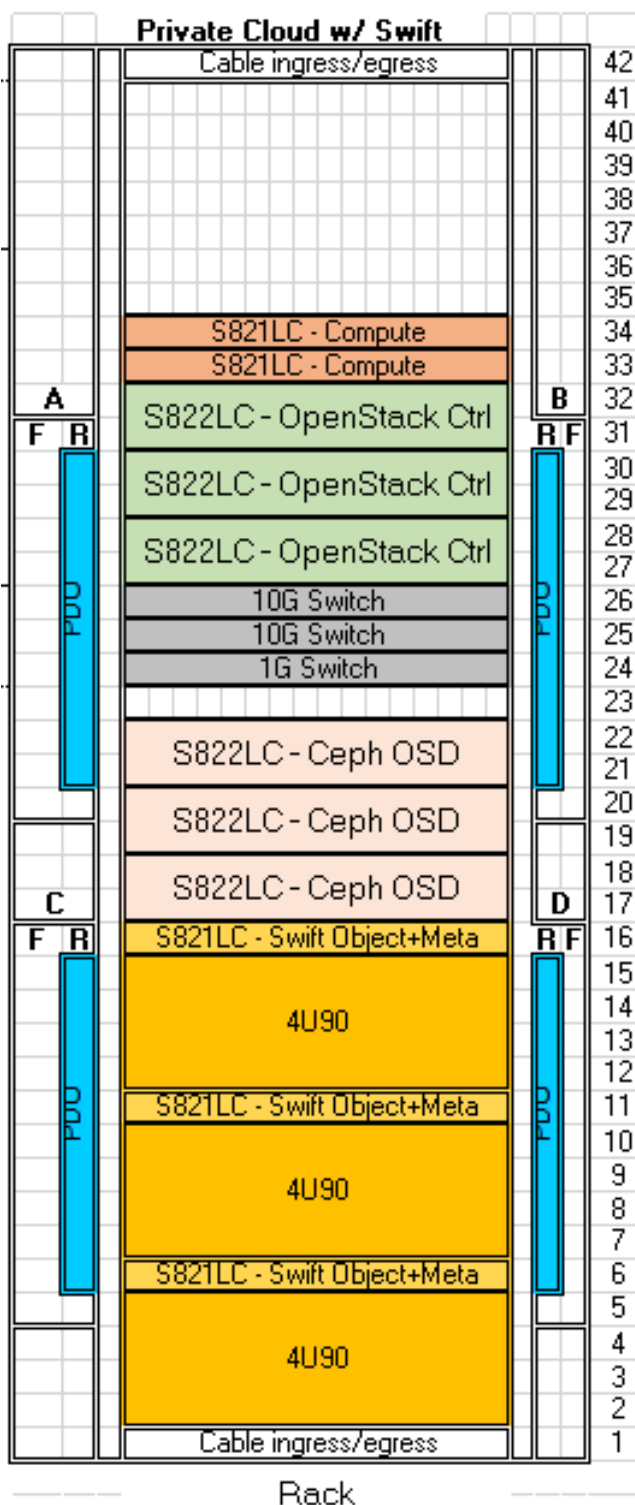 Private Cloud w/ Swift
Cable ingress/egress 42
41
40
39
38
37
36
35
S821LC - Compute 34
S821LC - Compute 33
A S822LC - OpenStack Ctrl B 32
F R R F 31
PDU S822LC - OpenStack Ctrl PDU 30
29
S822LC - OpenStack Ctrl 28
27
10G Switch 26
10G Switch 25
1G Switch 24
23
S822LC - Ceph OSD 22
21
S822LC - Ceph OSD 20
19
S822LC - Ceph OSD 18
C D 17
F R S821LC - Swift Object+Meta R F 16
15
4U90 14
13
12
PDU S821LC - Swift Object+Meta PDU 11
10
4U90 9
8
7
S821LC - Swift Object+Meta 6
5
4U90 4
3
2
Cable ingress/egress 1
Rack